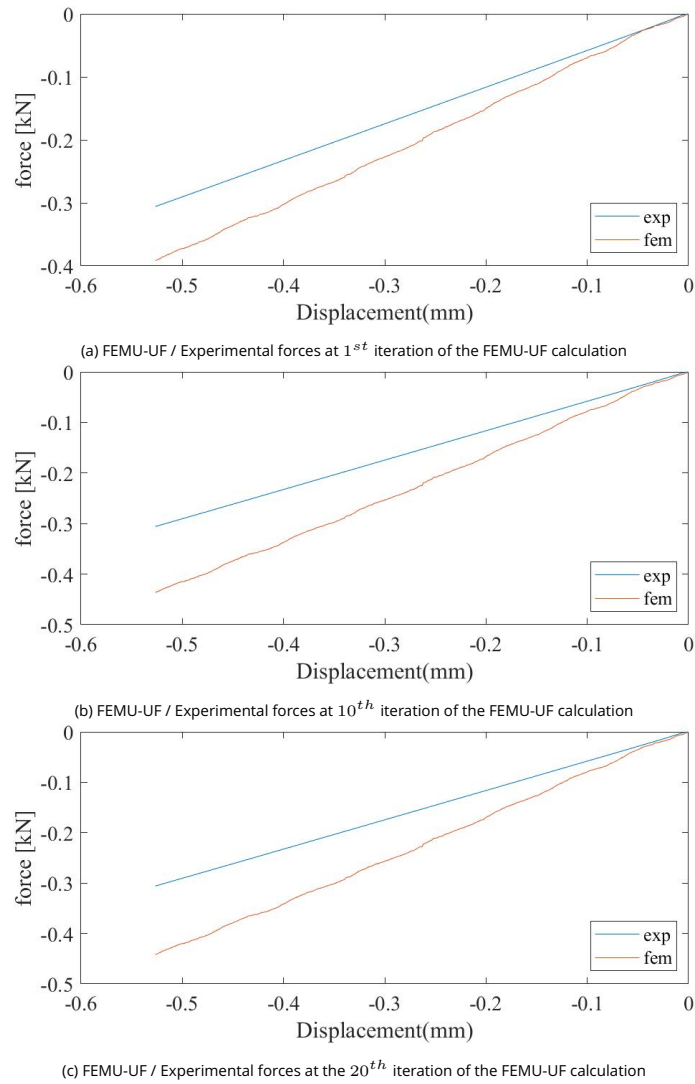 0
-0.1
-0.2
-0.3
-0.4
force [kN]
exp
fem
-0.6 -0.5 -0.4 -0.3 -0.2 -0.1 0
Displacement(mm)
(a) FEMU-UF / Experimental forces at 1st iteration of the FEMU-UF calculation
0
-0.1
-0.2
-0.3
-0.4
-0.5
force [kN]
exp
fem
-0.6 -0.5 -0.4 -0.3 -0.2 -0.1 0
Displacement(mm)
(b) FEMU-UF / Experimental forces at 10th iteration of the FEMU-UF calculation
0
-0.1
-0.2
-0.3
-0.4
-0.5
force [kN]
exp
fem
-0.6 -0.5 -0.4 -0.3 -0.2 -0.1 0
Displacement(mm)
(c) FEMU-UF / Experimental forces at the 20th iteration of the FEMU-UF calculation